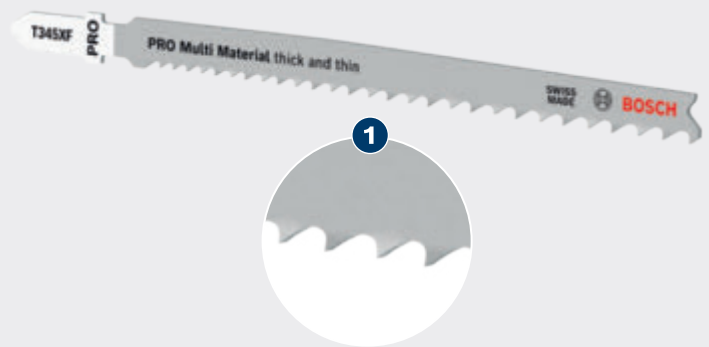 T345XF
PRO
PRO Multi Material thick and thin
SWISS
MADE
BOSCH
1